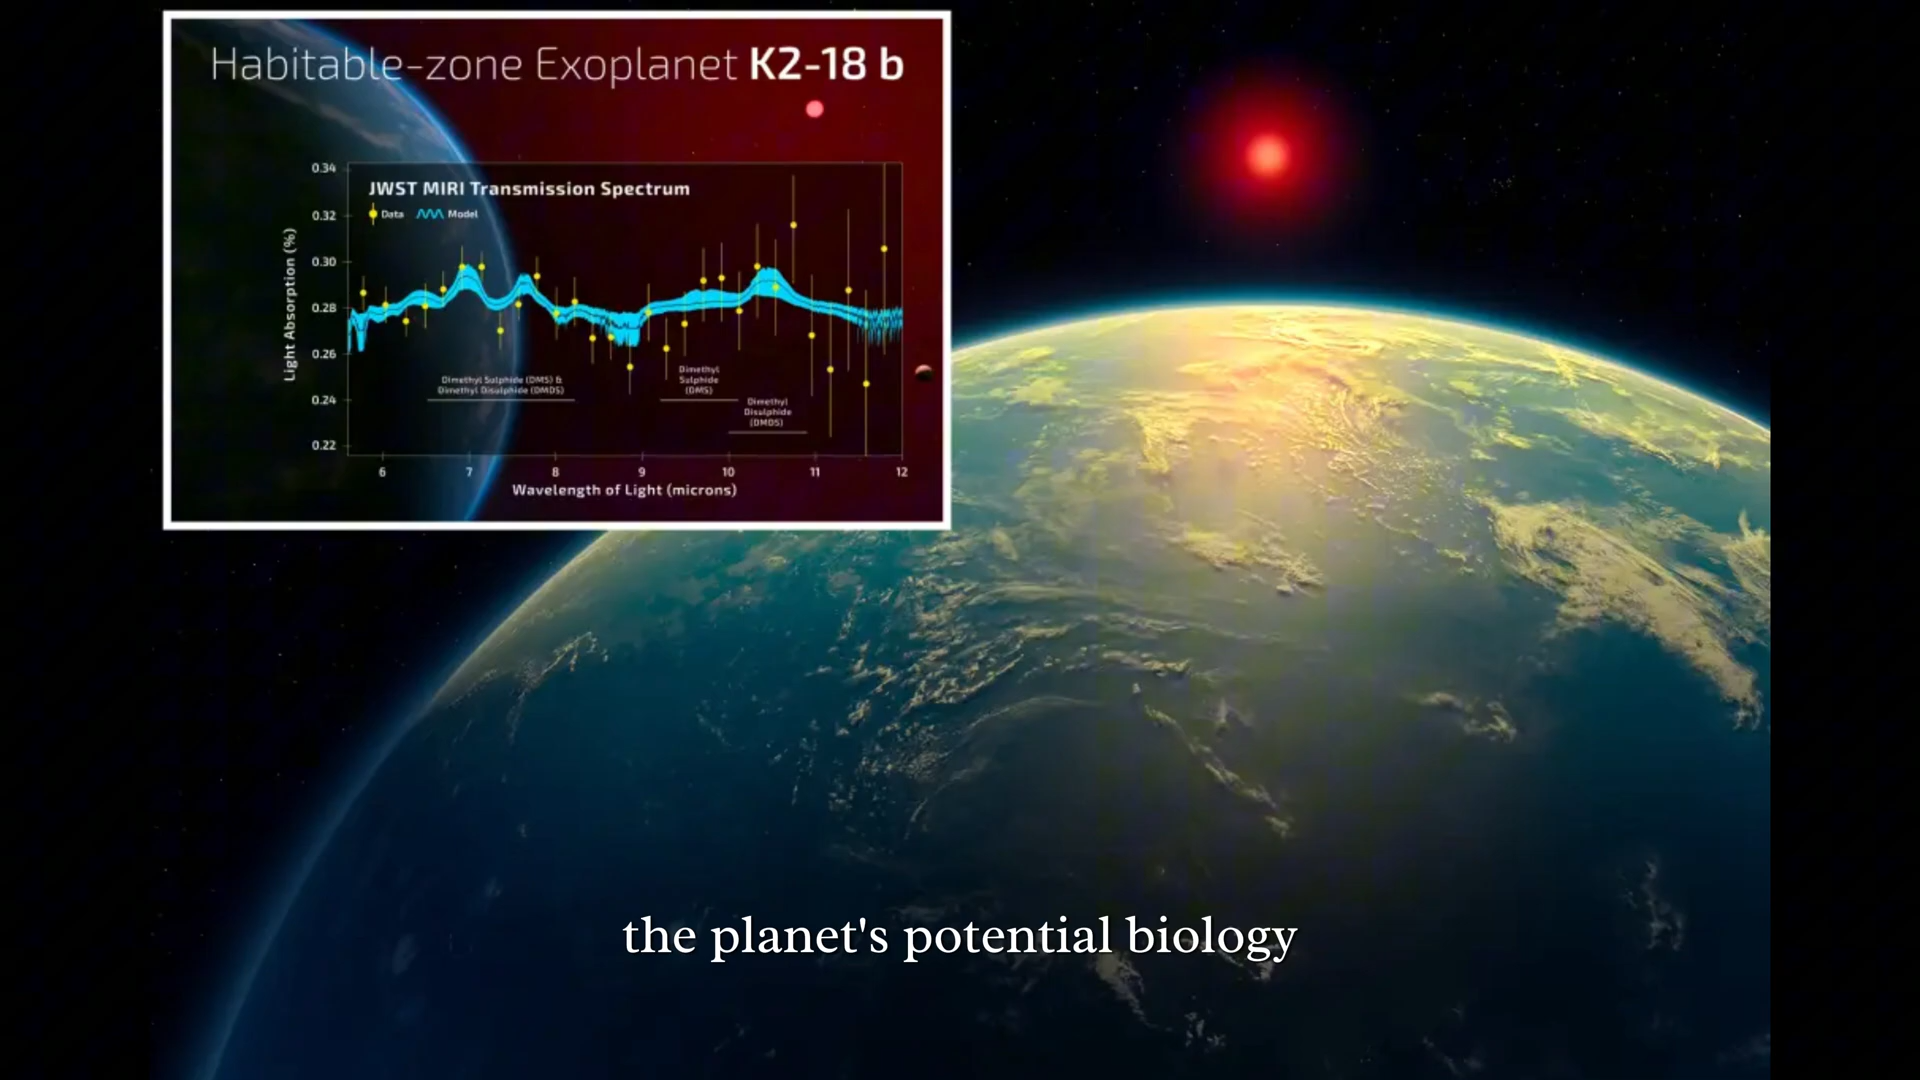 Habitable-zone Exoplanet K2-18 b
JWST MIRI Transmission Spectrum
Data Model
Light Absorption (%)
0.34
0.32
0.30
0.28
0.26
0.24
0.22
Dimethyl Sulphide (DMS) &
Dimethyl Disulphide (DMDS)
Dimethyl
Sulphide
(DMS)
Dimethyl
Disulphide
(DMDS)
6 7 8 9 10 11 12
Wavelength of Light (microns)
the planet's potential biology